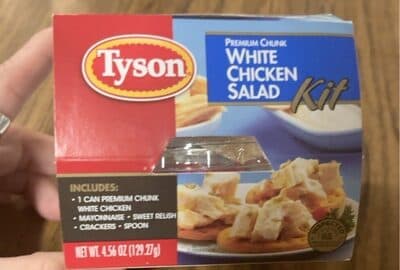 Tyson
PREMIUM CHUNK
WHITE
CHICKEN
SALAD
Kit
INCLUDES:
• 1 CAN PREMIUM CHUNK
WHITE CHICKEN
• MAYONNAISE • SWEET RELISH
• CRACKERS • SPOON
NET WT. 4.56 OZ (129.27g)